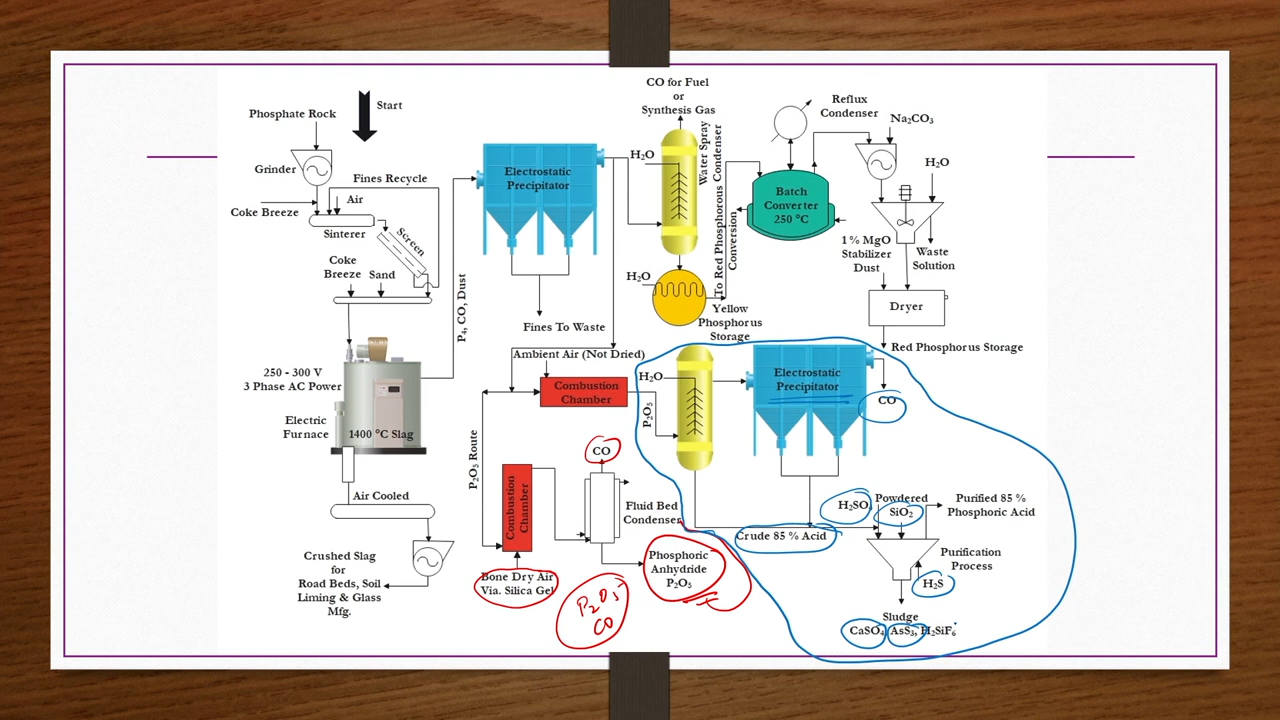 Start
Phosphate Rock
Grinder
Fines Recycle
Coke Breeze
Air
Sinterer
Screen
Coke
Breeze
Sand
250 - 300 V
3 Phase AC Power
Electric
Furnace
1400 °C Slag
Air Cooled
Crushed Slag
for
Road Beds, Soil
Liming & Glass
Mfg.
P₄, CO, Dust
Electrostatic
Precipitator
Fines To Waste
CO for Fuel
or
Synthesis Gas
H₂O
Water Spray
Condenser
To Red Phosphorous
Conversion
H₂O
Yellow
Phosphorus
Storage
Batch
Converter
250 °C
Reflux
Condenser
Na₂CO₃
H₂O
1% MgO
Stabilizer
Dust
Waste
Solution
Dryer
Red Phosphorus Storage
Ambient Air (Not Dried)
Combustion
Chamber
P₂O₅
H₂O
Electrostatic
Precipitator
CO
P₂O₅ Route
Combustion
Chamber
Bone Dry Air
Via. Silica Gel
CO
Fluid Bed
Condenser
Phosphoric
Anhydride
P₂O₅
P₂O₅
CO
Crude 85 % Acid
H₂SO₄
Powdered
SiO₂
Purified 85 %
Phosphoric Acid
Purification
Process
H₂S
Sludge
CaSO₄, AsS₃, H₂SiF₆